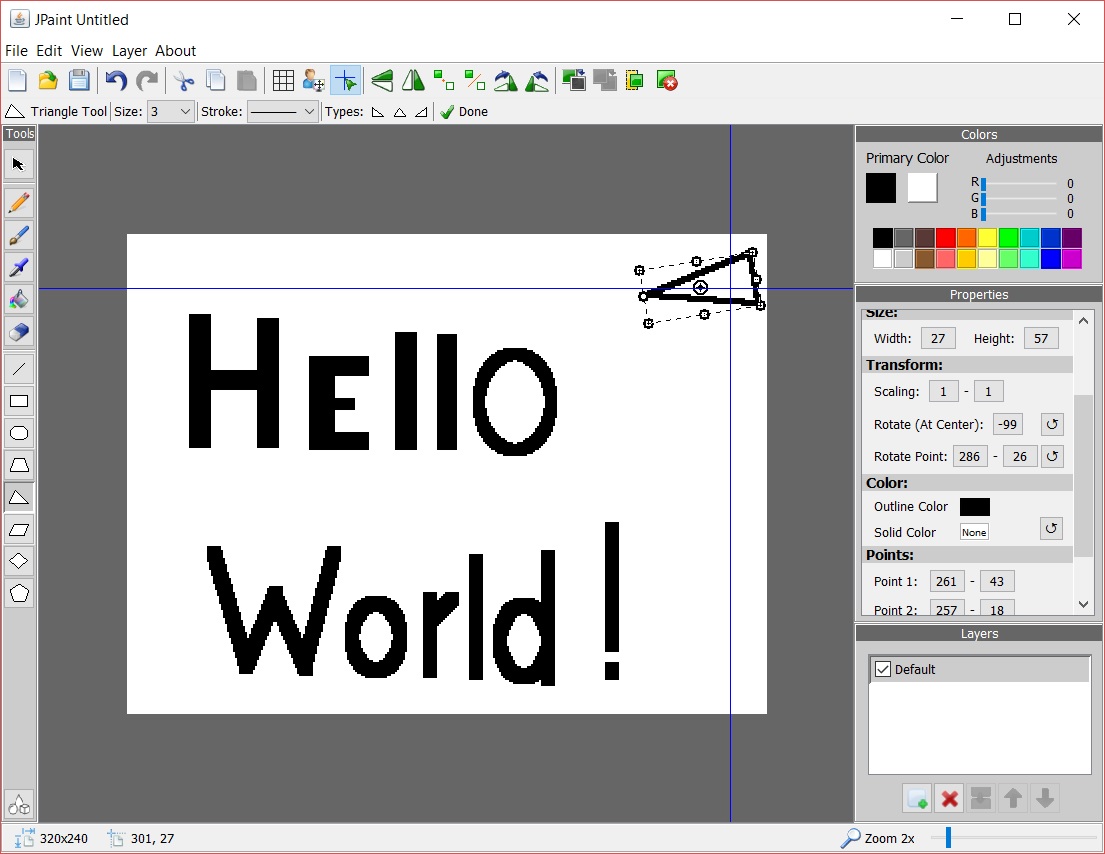 JPaint Untitled
File Edit View Layer About
Triangle Tool Size: 3 Stroke: Types: Done
Tools
Colors
Primary Color Adjustments
R 0
G 0
B 0
Properties
Size:
Width: 27 Height: 57
Transform:
Scaling: 1 - 1
Rotate (At Center): -99
Rotate Point: 286 - 26
Color:
Outline Color
Solid Color None
Points:
Point 1: 261 - 43
Point 2: 257 - 18
Layers
Default
HEllO
World !
320x240 301, 27 Zoom 2x